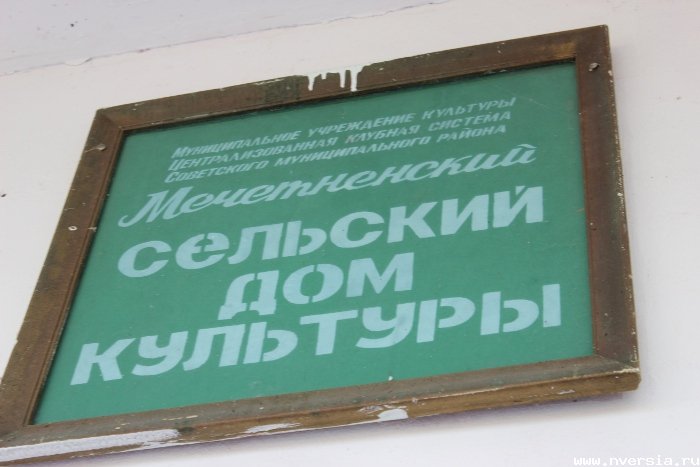 Муниципальное учреждение культуры
Централизованная клубная система
Советского муниципального района
Мечетненский
сельский
дом
культуры
www.nversia.ru